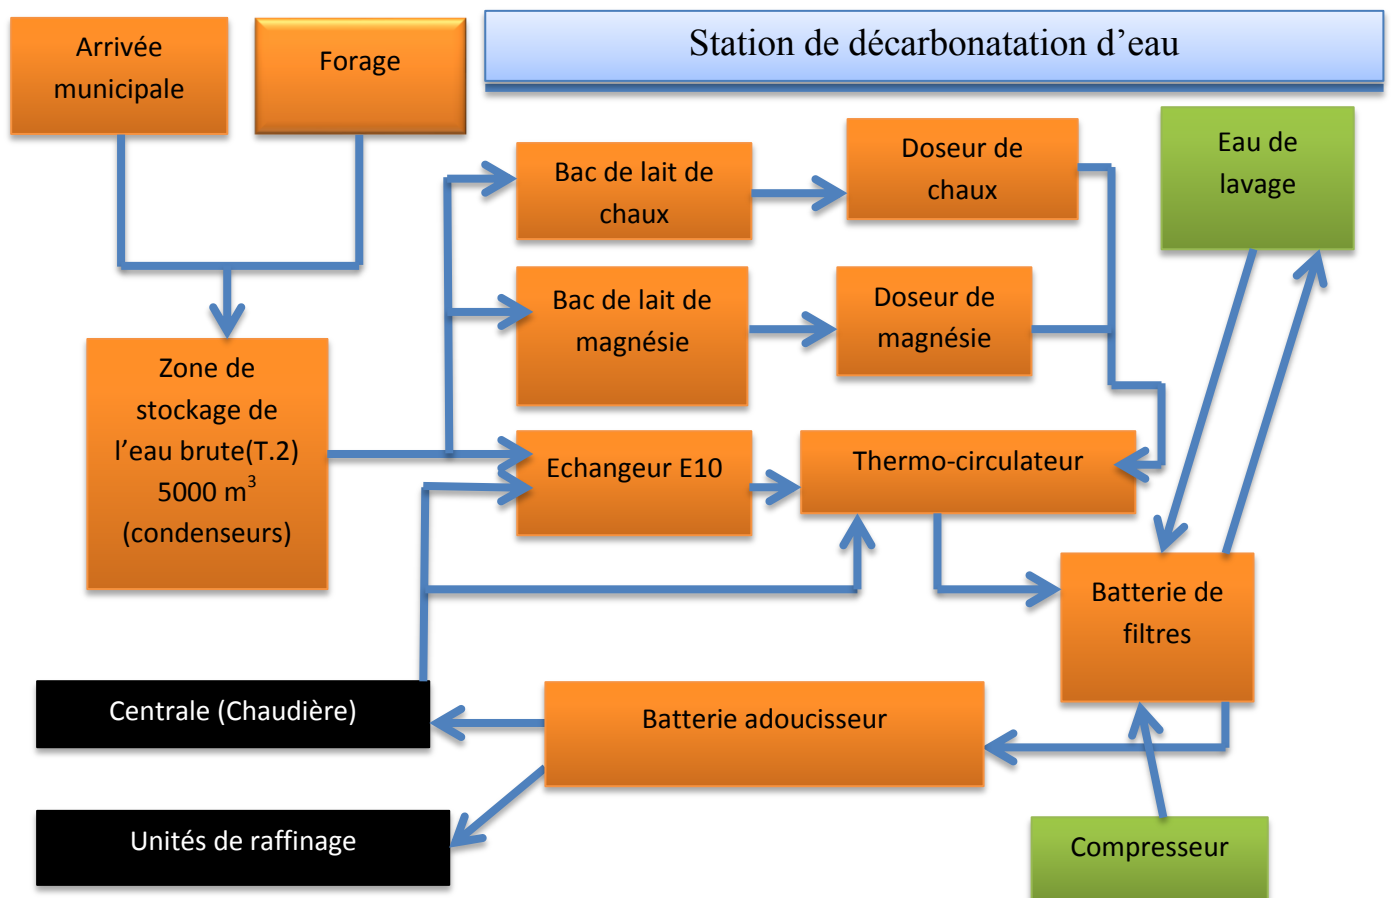 Station de décarbonatation d'eau
Arrivée
municipale
Forage
Eau de
lavage
Bac de lait de
chaux
Doseur de
chaux
Bac de lait de
magnésie
Doseur de
magnésie
Zone de
stockage de
l'eau brute(T.2)
5000 m³
(condenseurs)
Echangeur E10
Thermo-circulateur
Batterie de
filtres
Centrale (Chaudière)
Batterie adoucisseur
Unités de raffinage
Compresseur